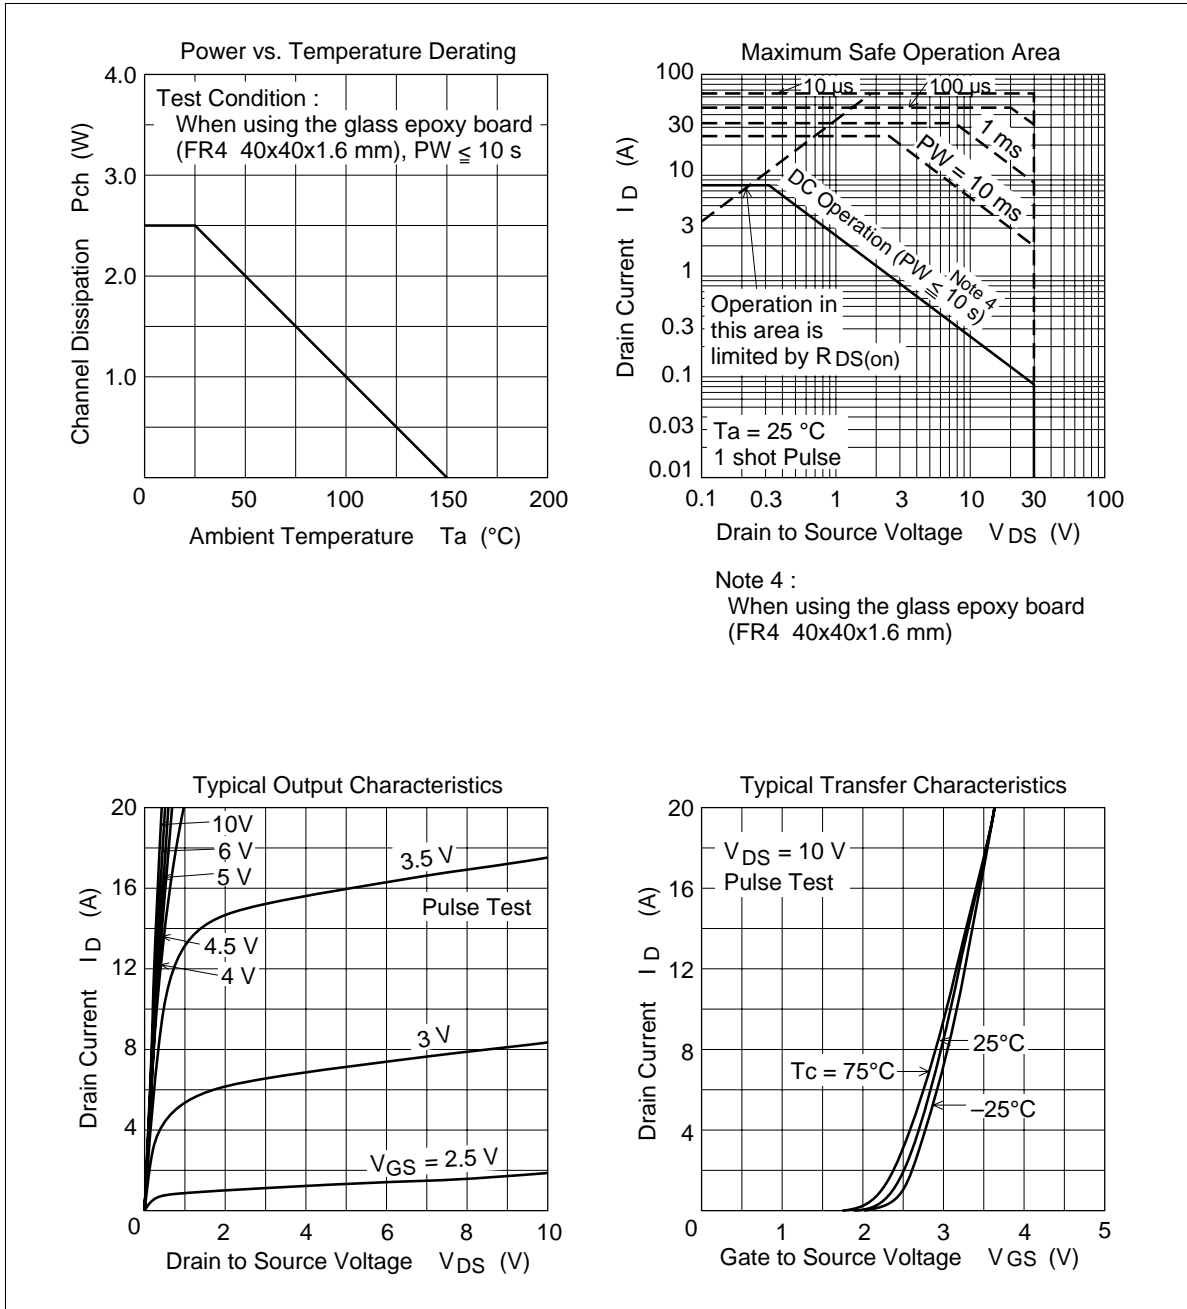 Power vs. Temperature Derating
4.0
3.0
2.0
1.0
0
50
100
150
200
Channel Dissipation Pch (W)
Ambient Temperature Ta (°C)
Test Condition :
When using the glass epoxy board
(FR4 40x40x1.6 mm), PW ≦ 10 s
Maximum Safe Operation Area
100
30
10
3
1
0.3
0.1
0.03
0.01
0.1
0.3
1
3
10
30
100
Drain Current I D (A)
Drain to Source Voltage V DS (V)
10 µs
100 µs
1 ms
PW = 10 ms
DC Operation (PW ≦ 10 s)
Note 4
Operation in
this area is
limited by R DS(on)
Ta = 25 °C
1 shot Pulse
Note 4 :
When using the glass epoxy board
(FR4 40x40x1.6 mm)
Typical Output Characteristics
20
16
12
8
4
0
2
4
6
8
10
Drain Current I D (A)
Drain to Source Voltage V DS (V)
10V
6 V
5 V
4.5 V
4 V
3.5 V
Pulse Test
3 V
VGS = 2.5 V
Typical Transfer Characteristics
20
16
12
8
4
0
1
2
3
4
5
Drain Current I D (A)
Gate to Source Voltage V GS (V)
V DS = 10 V
Pulse Test
25°C
Tc = 75°C
–25°C